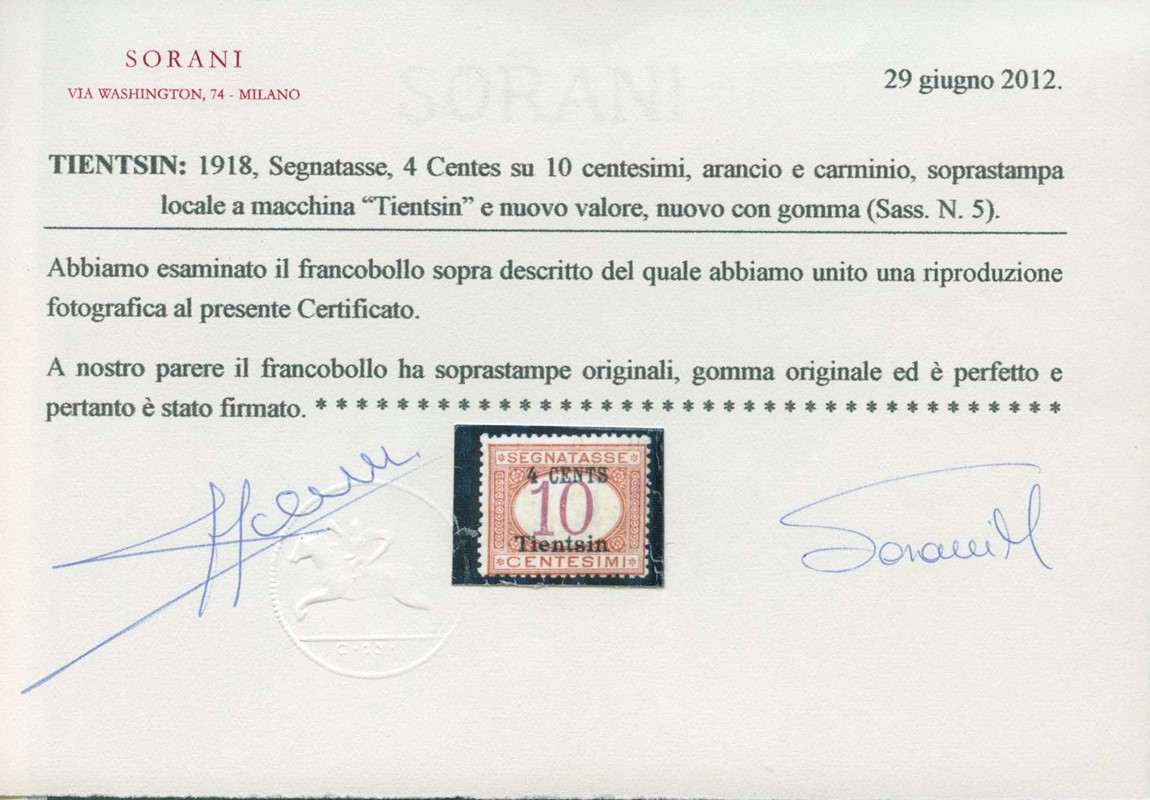 SORANI
VIA WASHINGTON, 74 - MILANO
SORANI
29 giugno 2012.
TIENTSIN: 1918, Segnatasse, 4 Centes su 10 centesimi, arancio e carminio, soprastampa
locale a macchina “Tientsin” e nuovo valore, nuovo con gomma (Sass. N. 5).
Abbiamo esaminato il francobollo sopra descritto del quale abbiamo unito una riproduzione
fotografica al presente Certificato.
A nostro parere il francobollo ha soprastampe originali, gomma originale ed è perfetto e
pertanto è stato firmato. * * * * * * * * * * * * * * * * * * * * * * * * * * * * * * * * * * * * *
SEGNATASSE
4 CENTS
10
Tientsin
CENTESIMI
Sorani M